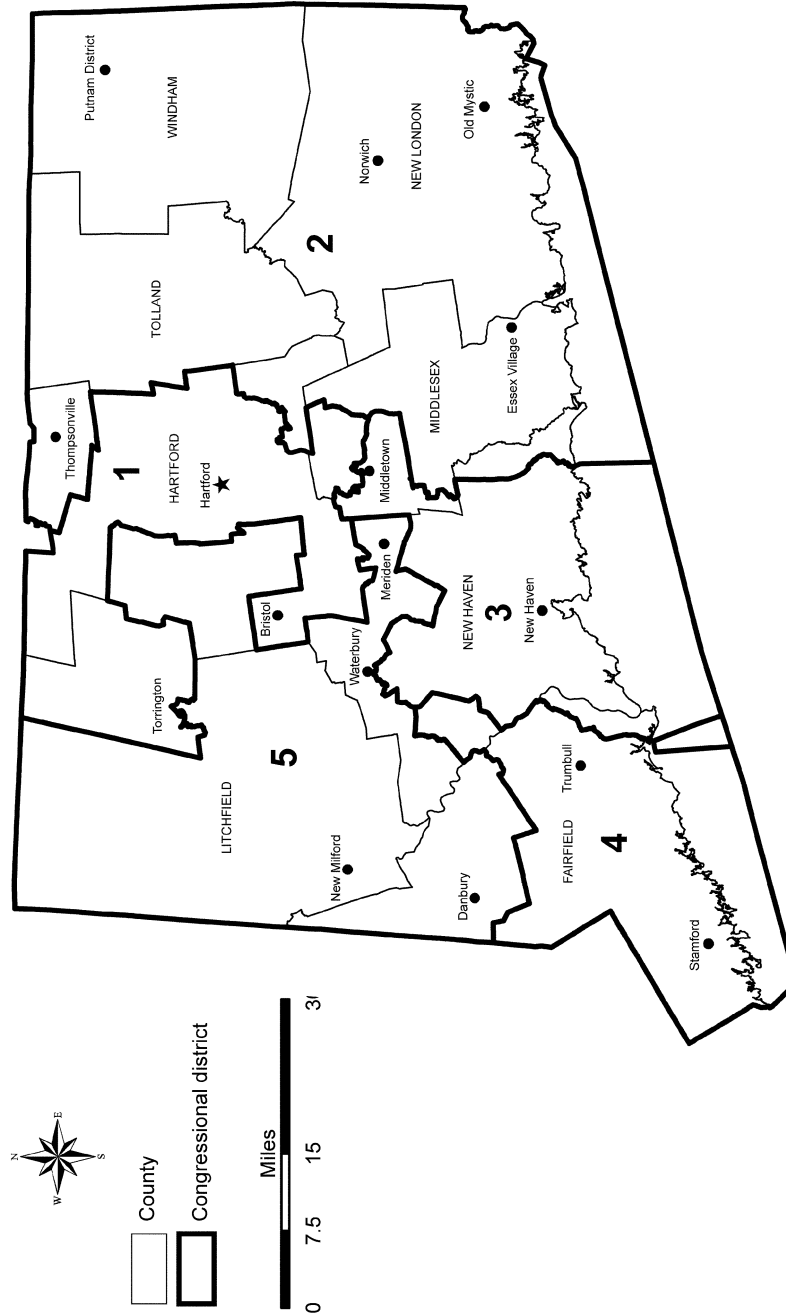 N
W
E
S
County
Congressional district
Miles
0
7.5
15
Putnam District
WINDHAM
TOLLAND
Thompsonville
1
HARTFORD
Hartford
Norwich
NEW LONDON
Old Mystic
2
MIDDLESEX
Essex Village
Middletown
Meriden
Bristol
Torrington
Waterbury
NEW HAVEN
3
New Haven
LITCHFIELD
5
New Milford
Danbury
Trumbull
FAIRFIELD
4
Stamford